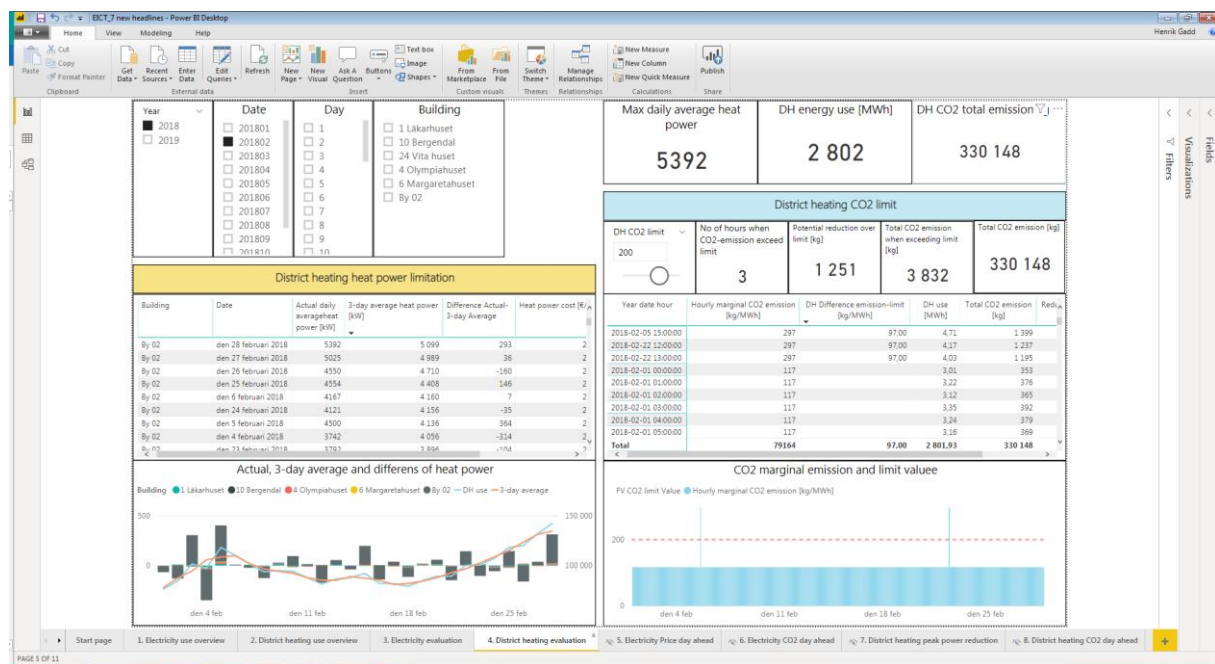 EICT_7 new headlines - Power BI Desktop
Home View Modeling Help
Henrik Gadd
Paste
Cut
Copy
Format Painter
Get Data
Recent Sources
Enter Data
Edit Queries
Refresh
New Page
New Visual
Ask A Question
Buttons
Text box
Image
Shapes
From Marketplace
From File
Switch Theme
Manage Relationships
New Measure
New Column
New Quick Measure
Publish
Clipboard External data Insert Custom visuals Themes Relationships Calculations Share
Year
2018
2019
Date
201801
201802
201803
201804
201805
201806
201807
201808
201809
201810
Day
1
2
3
4
5
6
7
8
9
10
Building
1 Läkarhuset
10 Bergendal
24 Vita huset
4 Olympiahuset
6 Margaretahuset
By 02
Max daily average heat power
5392
DH energy use [MWh]
2 802
DH CO2 total emission
330 148
Filters
Visualizations
Fields
District heating CO2 limit
DH CO2 limit
200
No of hours when CO2-emission exceed limit
3
Potential reduction over limit [kg]
1 251
Total CO2 emission when exceeding limit [kg]
3 832
Total CO2 emission [kg]
330 148
District heating heat power limitation
Building Date Actual daily averageheat power [kW] 3-day average heat power [kW] Difference Actual-3-day Average Heat power cost [€/
By 02 den 28 februari 2018 5392 5 099 293 2
By 02 den 27 februari 2018 5025 4 989 36 2
By 02 den 26 februari 2018 4550 4 710 -160 2
By 02 den 25 februari 2018 4554 4 408 146 2
By 02 den 6 februari 2018 4167 4 160 7 2
By 02 den 24 februari 2018 4121 4 156 -35 2
By 02 den 5 februari 2018 4500 4 136 364 2
By 02 den 4 februari 2018 3742 4 056 -314 2
By 02 den 23 februari 2018 3792 3 896 -104 2
Year date hour Hourly marginal CO2 emission [kg/MWh] DH Difference emission-limit [kg/MWh] DH use [MWh] Total CO2 emission [kg]
2018-02-05 15:00:00 297 97,00 4,71 1 399
2018-02-22 12:00:00 297 97,00 4,17 1 237
2018-02-22 13:00:00 297 97,00 4,03 1 195
2018-02-01 00:00:00 117 3,01 353
2018-02-01 01:00:00 117 3,22 376
2018-02-01 02:00:00 117 3,12 365
2018-02-01 03:00:00 117 3,35 392
2018-02-01 04:00:00 117 3,24 379
2018-02-01 05:00:00 117 3,16 369
Total 79164 97,00 2 801,93 330 148
Actual, 3-day average and differens of heat power
Building 1 Läkarhuset 10 Bergendal 4 Olympiahuset 6 Margaretahuset By 02 DH use 3-day average
500
0
150 000
100 000
den 4 feb den 11 feb den 18 feb den 25 feb
CO2 marginal emission and limit valuee
FV CO2 limit Value Hourly marginal CO2 emission [kg/MWh]
200
0
den 4 feb den 11 feb den 18 feb den 25 feb
Start page 1. Electricity use overview 2. District heating use overview 3. Electricity evaluation 4. District heating evaluation 5. Electricity Price day ahead 6. Electricity CO2 day ahead 7. District heating peak power reduction 8. District heating CO2 day ahead
PAGE 5 OF 11